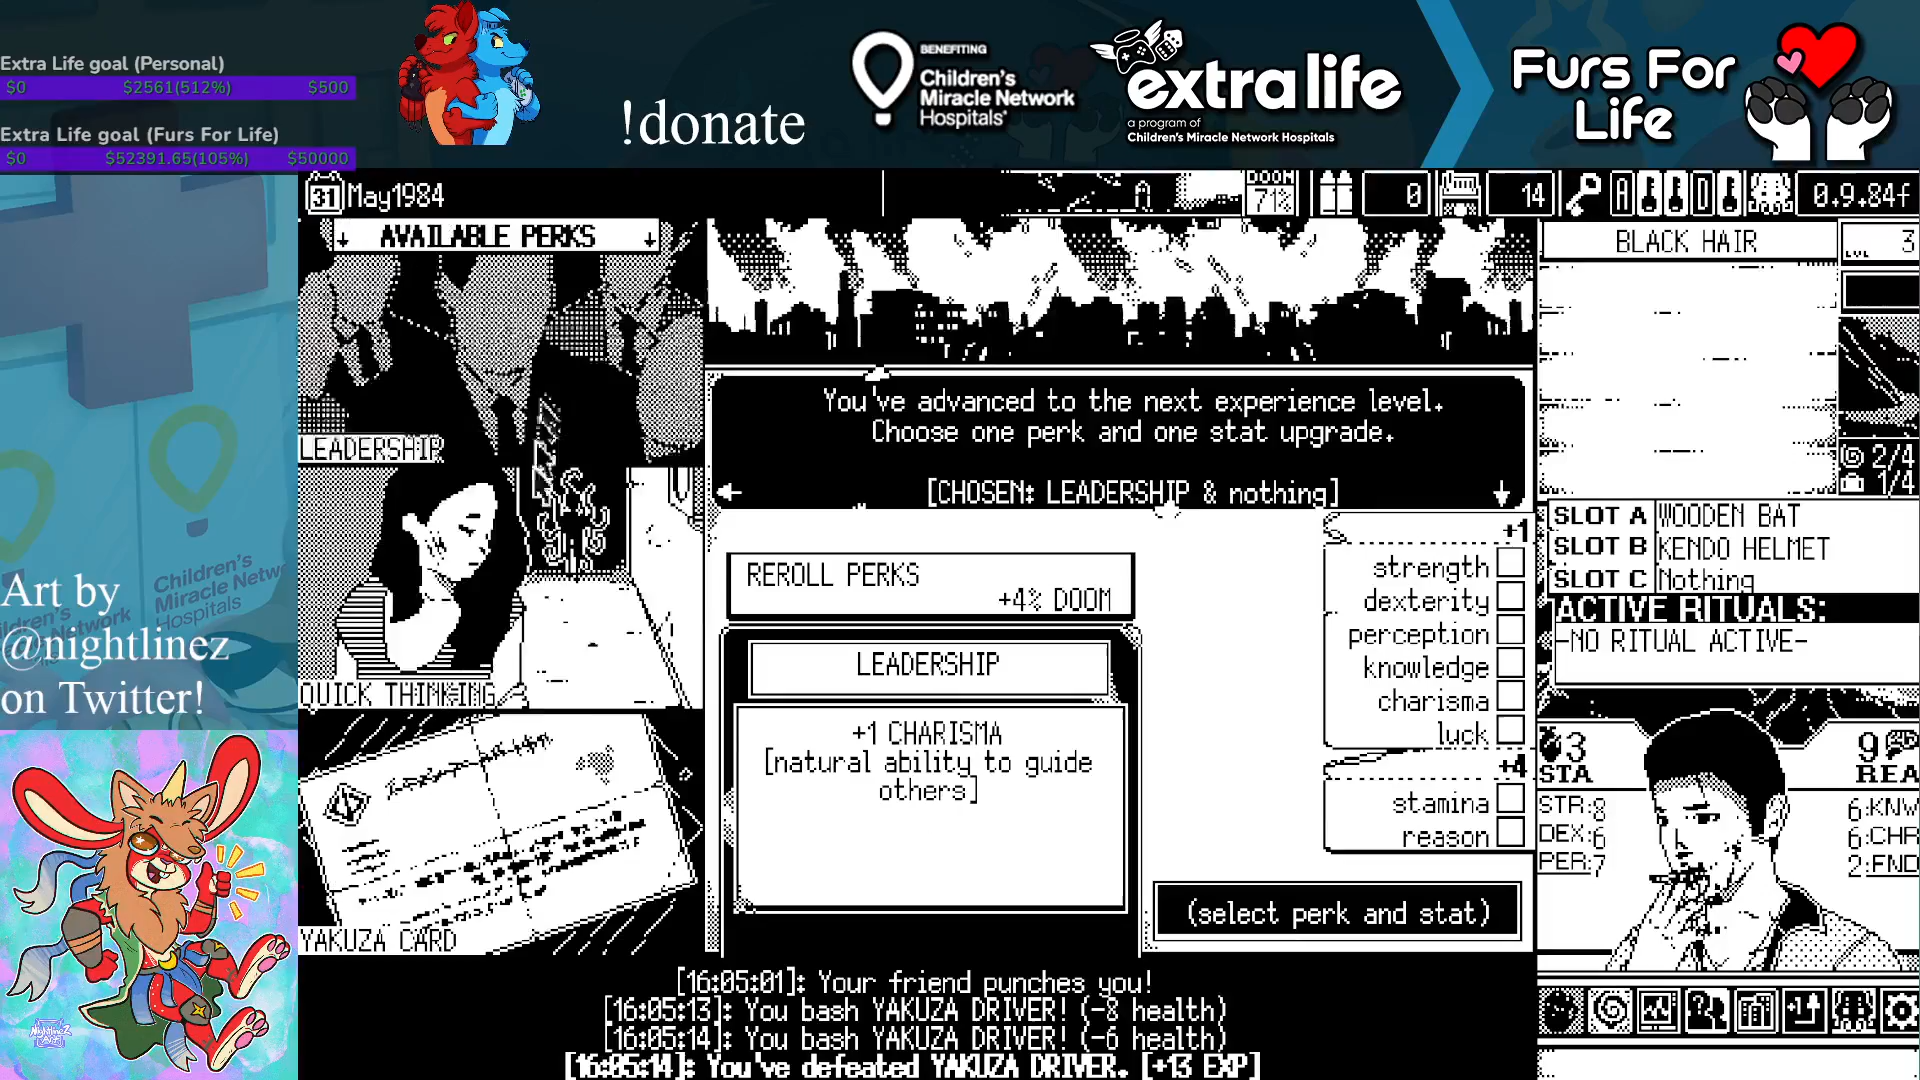 Extra Life goal (Personal)
$0 $2561(512%) $500
Extra Life goal (Furs For Life)
$0 $52391.65(105%) $50000
!donate
BENEFITING
Children's
Miracle Network
Hospitals
extra life
a program of
Children's Miracle Network Hospitals
Furs For
Life
31 May1984
DOOM
71%
0
14
A
D
0.9.84f
AVAILABLE PERKS
LEADERSHIP
QUICK THINKING
YAKUZA CARD
You've advanced to the next experience level.
Choose one perk and one stat upgrade.
[CHOSEN: LEADERSHIP & nothing]
REROLL PERKS
+4% DOOM
LEADERSHIP
+1 CHARISMA
[natural ability to guide
others]
+1
strength
dexterity
perception
knowledge
charisma
luck
+4
stamina
reason
(select perk and stat)
BLACK HAIR
LVL 3
2/4
1/4
SLOT A WOODEN BAT
SLOT B KENDO HELMET
SLOT C Nothing
ACTIVE RITUALS:
-NO RITUAL ACTIVE-
3
STA
9
REA
STR:8
DEX:6
PER:7
6:KNW
6:CHR
2:FND
[16:05:01]: Your friend punches you!
[16:05:13]: You bash YAKUZA DRIVER! (-8 health)
[16:05:14]: You bash YAKUZA DRIVER! (-6 health)
[16:05:14]: You've defeated YAKUZA DRIVER. [+13 EXP]
Children's
Miracle Netw
Hospitals
Art by
@nightlinez
on Twitter!